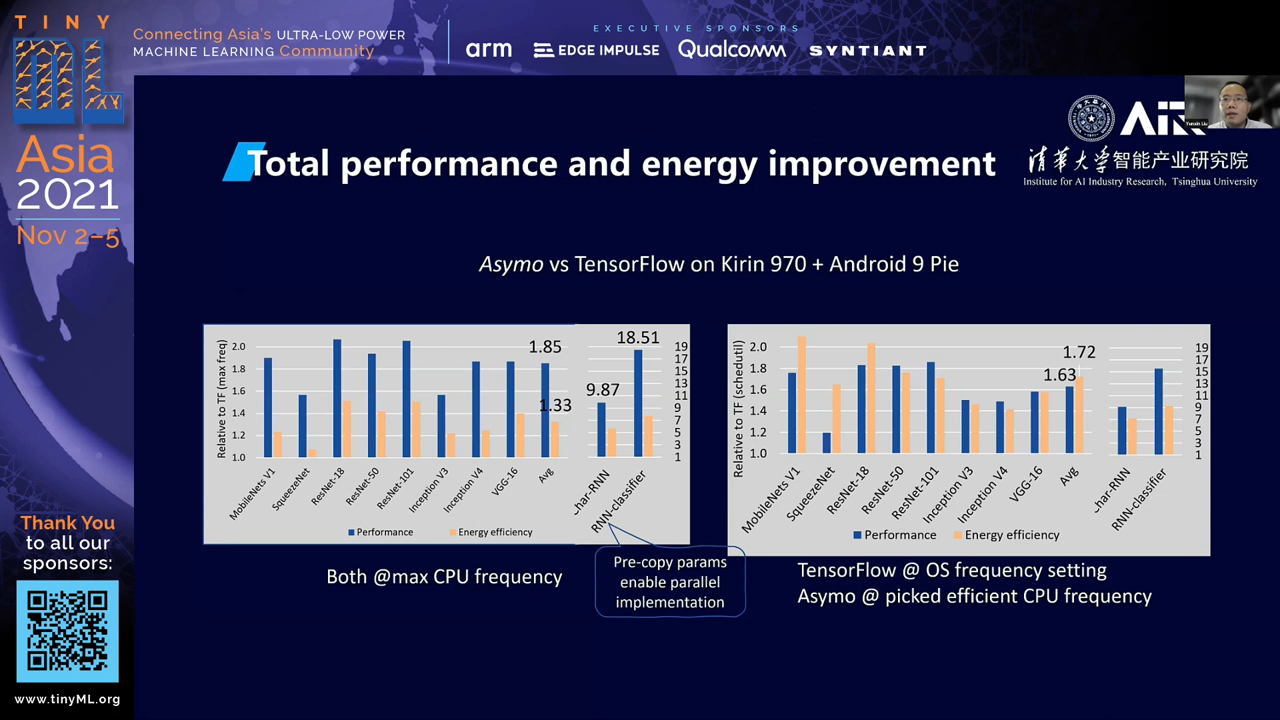 TINY
ML
Asia
2021
Nov 2–5
Connecting Asia's ULTRA-LOW POWER
MACHINE LEARNING Community
EXECUTIVE SPONSORS
arm
EDGE IMPULSE
Qualcomm
SYNTIANT
Yunxin Liu
AIR
清华大学智能产业研究院
Institute for AI Industry Research, Tsinghua University
Total performance and energy improvement
Asymo vs TensorFlow on Kirin 970 + Android 9 Pie
Relative to TF (max freq)
2.0
1.8
1.6
1.4
1.2
1.0
1.85
1.33
MobileNets V1
SqueezeNet
ResNet-18
ResNet-50
ResNet-101
Inception V3
Inception V4
VGG-16
Avg
9.87
18.51
19
17
15
13
11
9
7
5
3
1
Char-RNN
RNN-classifier
Performance
Energy efficiency
Both @max CPU frequency
Pre-copy params
enable parallel
implementation
Relative to TF (schedutil)
2.0
1.8
1.6
1.4
1.2
1.0
1.72
1.63
MobileNets V1
SqueezeNet
ResNet-18
ResNet-50
ResNet-101
Inception V3
Inception V4
VGG-16
Avg
19
17
15
13
11
9
7
5
3
1
Char-RNN
RNN-classifier
Performance
Energy efficiency
TensorFlow @ OS frequency setting
Asymo @ picked efficient CPU frequency
Thank You
to all our
sponsors:
www.tinyML.org